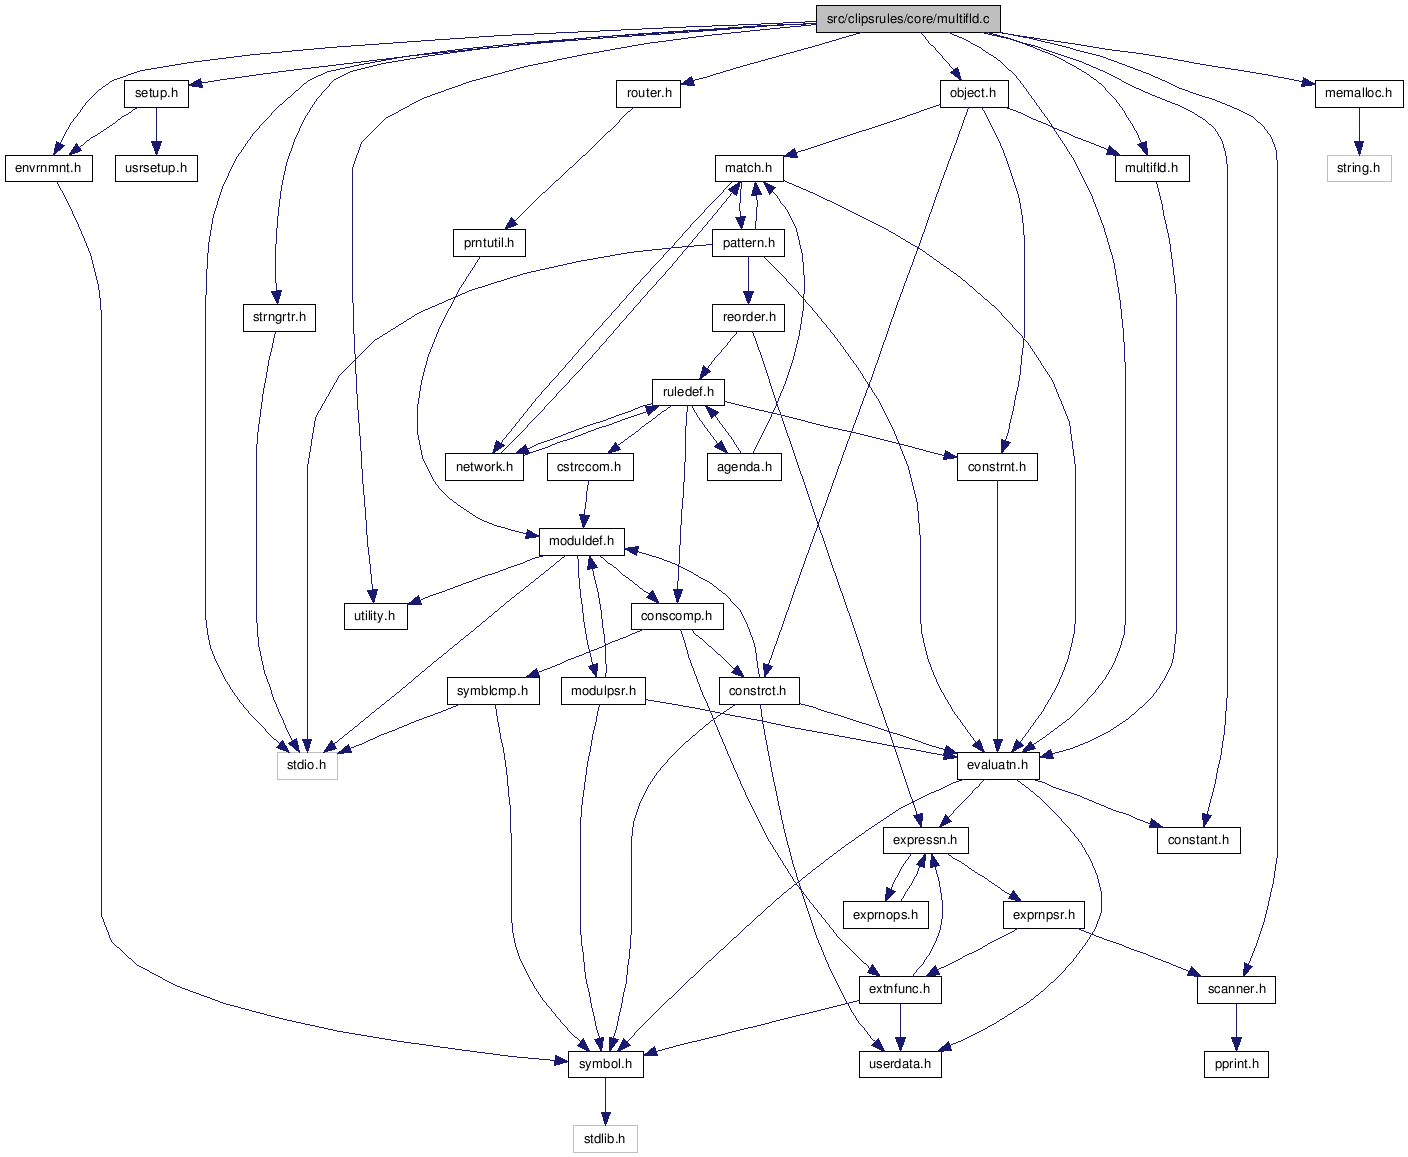 src/clipsrules/core/multifld.c
setup.h
router.h
object.h
memalloc.h
envrnmnt.h
usrsetup.h
match.h
multifld.h
string.h
prntutil.h
pattern.h
strngrtr.h
reorder.h
ruledef.h
network.h
cstrccom.h
agenda.h
constrnt.h
moduldef.h
utility.h
conscomp.h
symblcmp.h
modulpsr.h
constrct.h
stdio.h
evaluatn.h
expressn.h
constant.h
exprnops.h
exprnpsr.h
extnfunc.h
scanner.h
symbol.h
userdata.h
pprint.h
stdlib.h